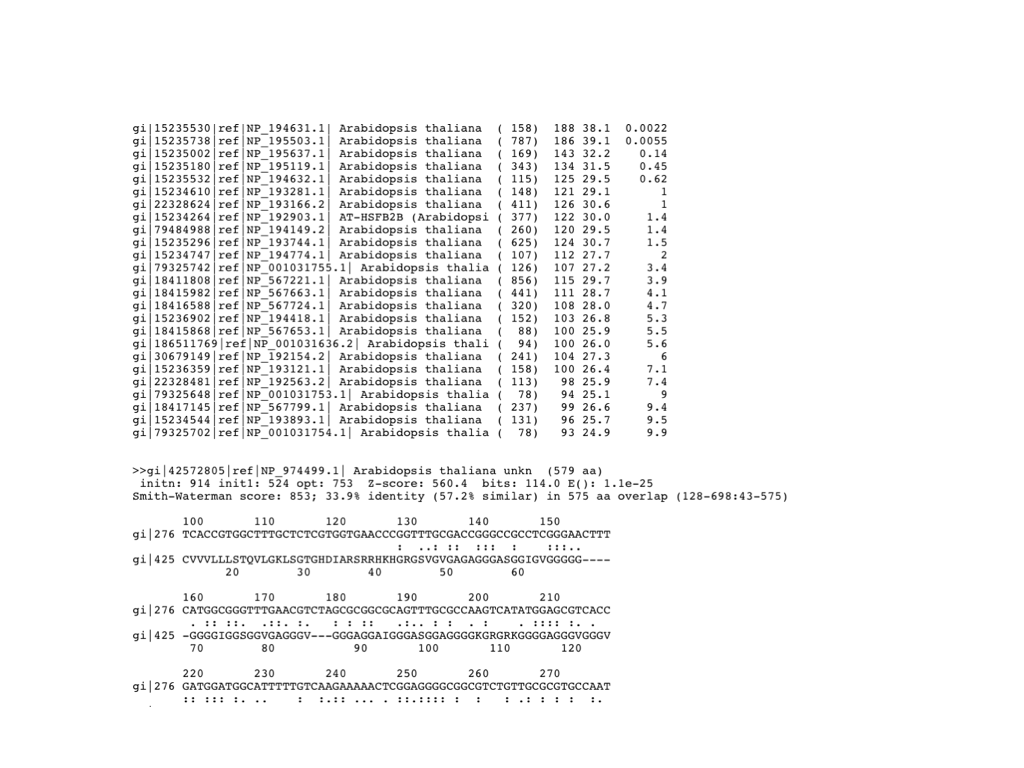 gi|15235530|ref|NP_194631.1| Arabidopsis thaliana  ( 158)  188 38.1  0.0022
gi|15235738|ref|NP_195503.1| Arabidopsis thaliana  ( 787)  186 39.1  0.0055
gi|15235002|ref|NP_195637.1| Arabidopsis thaliana  ( 169)  143 32.2    0.14
gi|15235180|ref|NP_195119.1| Arabidopsis thaliana  ( 343)  134 31.5    0.45
gi|15235532|ref|NP_194632.1| Arabidopsis thaliana  ( 115)  125 29.5    0.62
gi|15234610|ref|NP_193281.1| Arabidopsis thaliana  ( 148)  121 29.1       1
gi|22328624|ref|NP_193166.2| Arabidopsis thaliana  ( 411)  126 30.6       1
gi|15234264|ref|NP_192903.1| AT-HSFB2B (Arabidopsi ( 377)  122 30.0     1.4
gi|79484988|ref|NP_194149.2| Arabidopsis thaliana  ( 260)  120 29.5     1.4
gi|15235296|ref|NP_193744.1| Arabidopsis thaliana  ( 625)  124 30.7     1.5
gi|15234747|ref|NP_194774.1| Arabidopsis thaliana  ( 107)  112 27.7       2
gi|79325742|ref|NP_001031755.1| Arabidopsis thalia ( 126)  107 27.2     3.4
gi|18411808|ref|NP_567221.1| Arabidopsis thaliana  ( 856)  115 29.7     3.9
gi|18415982|ref|NP_567663.1| Arabidopsis thaliana  ( 441)  111 28.7     4.1
gi|18416588|ref|NP_567724.1| Arabidopsis thaliana  ( 320)  108 28.0     4.7
gi|15236902|ref|NP_194418.1| Arabidopsis thaliana  ( 152)  103 26.8     5.3
gi|18415868|ref|NP_567653.1| Arabidopsis thaliana  (  88)  100 25.9     5.5
gi|186511769|ref|NP_001031636.2| Arabidopsis thali (  94)  100 26.0     5.6
gi|30679149|ref|NP_192154.2| Arabidopsis thaliana  ( 241)  104 27.3       6
gi|15236359|ref|NP_193121.1| Arabidopsis thaliana  ( 158)  100 26.4     7.1
gi|22328481|ref|NP_192563.2| Arabidopsis thaliana  ( 113)   98 25.9     7.4
gi|79325648|ref|NP_001031753.1| Arabidopsis thalia (  78)   94 25.1       9
gi|18417145|ref|NP_567799.1| Arabidopsis thaliana  ( 237)   99 26.6     9.4
gi|15234544|ref|NP_193893.1| Arabidopsis thaliana  ( 131)   96 25.7     9.5
gi|79325702|ref|NP_001031754.1| Arabidopsis thalia (  78)   93 24.9     9.9
>>gi|42572805|ref|NP_974499.1| Arabidopsis thaliana unkn  (579 aa)
initn: 914 init1: 524 opt: 753  Z-score: 560.4  bits: 114.0 E(): 1.1e-25
Smith-Waterman score: 853; 33.9% identity (57.2% similar) in 575 aa overlap (128-698:43-575)
100       110       120       130       140       150
gi|276 TCACCGTGGCTTTGCTCTCGTGGTGAACCCGGTTTGCGACCGGGCCGCCTCGGGAACTTT
:  ..: ::  ::: :    :::..
gi|425 CVVVLLLSTQVLGKLSGTGHDIARSRRHKHGRGSVGVGAGAGGGASGGIGVGGGGG----
20        30        40        50        60
160       170       180       190       200       210
gi|276 CATGGCGGGTTTGAACGTCTAGCGCGGCGCAGTTTGCGCCAAGTCATATGGAGCGTCACC
. :: ::.  .::. :.   : : ::   .:.. : :  . :    . ::::: .  .
gi|425 -GGGGIGGSGGVGAGGGV---GGGAGGAIGGGASGGAGGGGKGRGRKGGGGAGGGVGGGV
70        80        90       100       110       120
220       230       240       250       260       270
gi|276 GATGGATGGCATTTTTGTCAAGAAAAACTCGGAGGGGCGGCGTCTGTTGCGCGTGCCAAT
:: ::: :. ..    :  :.:: ... . ::.:::: :  :   : .: : :  :  :.